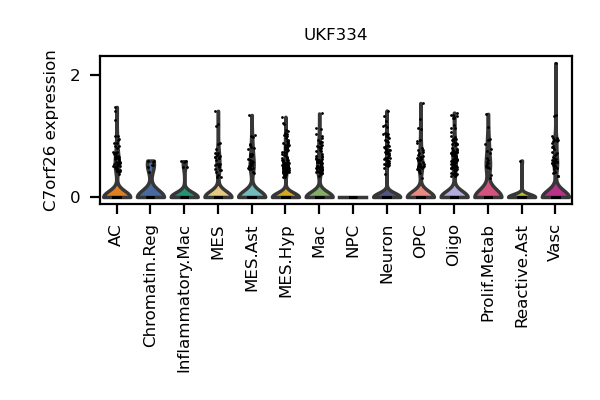 UKF334
C7orf26 expression
2
0
AC
Chromatin.Reg
Inflammatory.Mac
MES
MES.Ast
MES.Hyp
Mac
NPC
Neuron
OPC
Oligo
Prolif.Metab
Reactive.Ast
Vasc